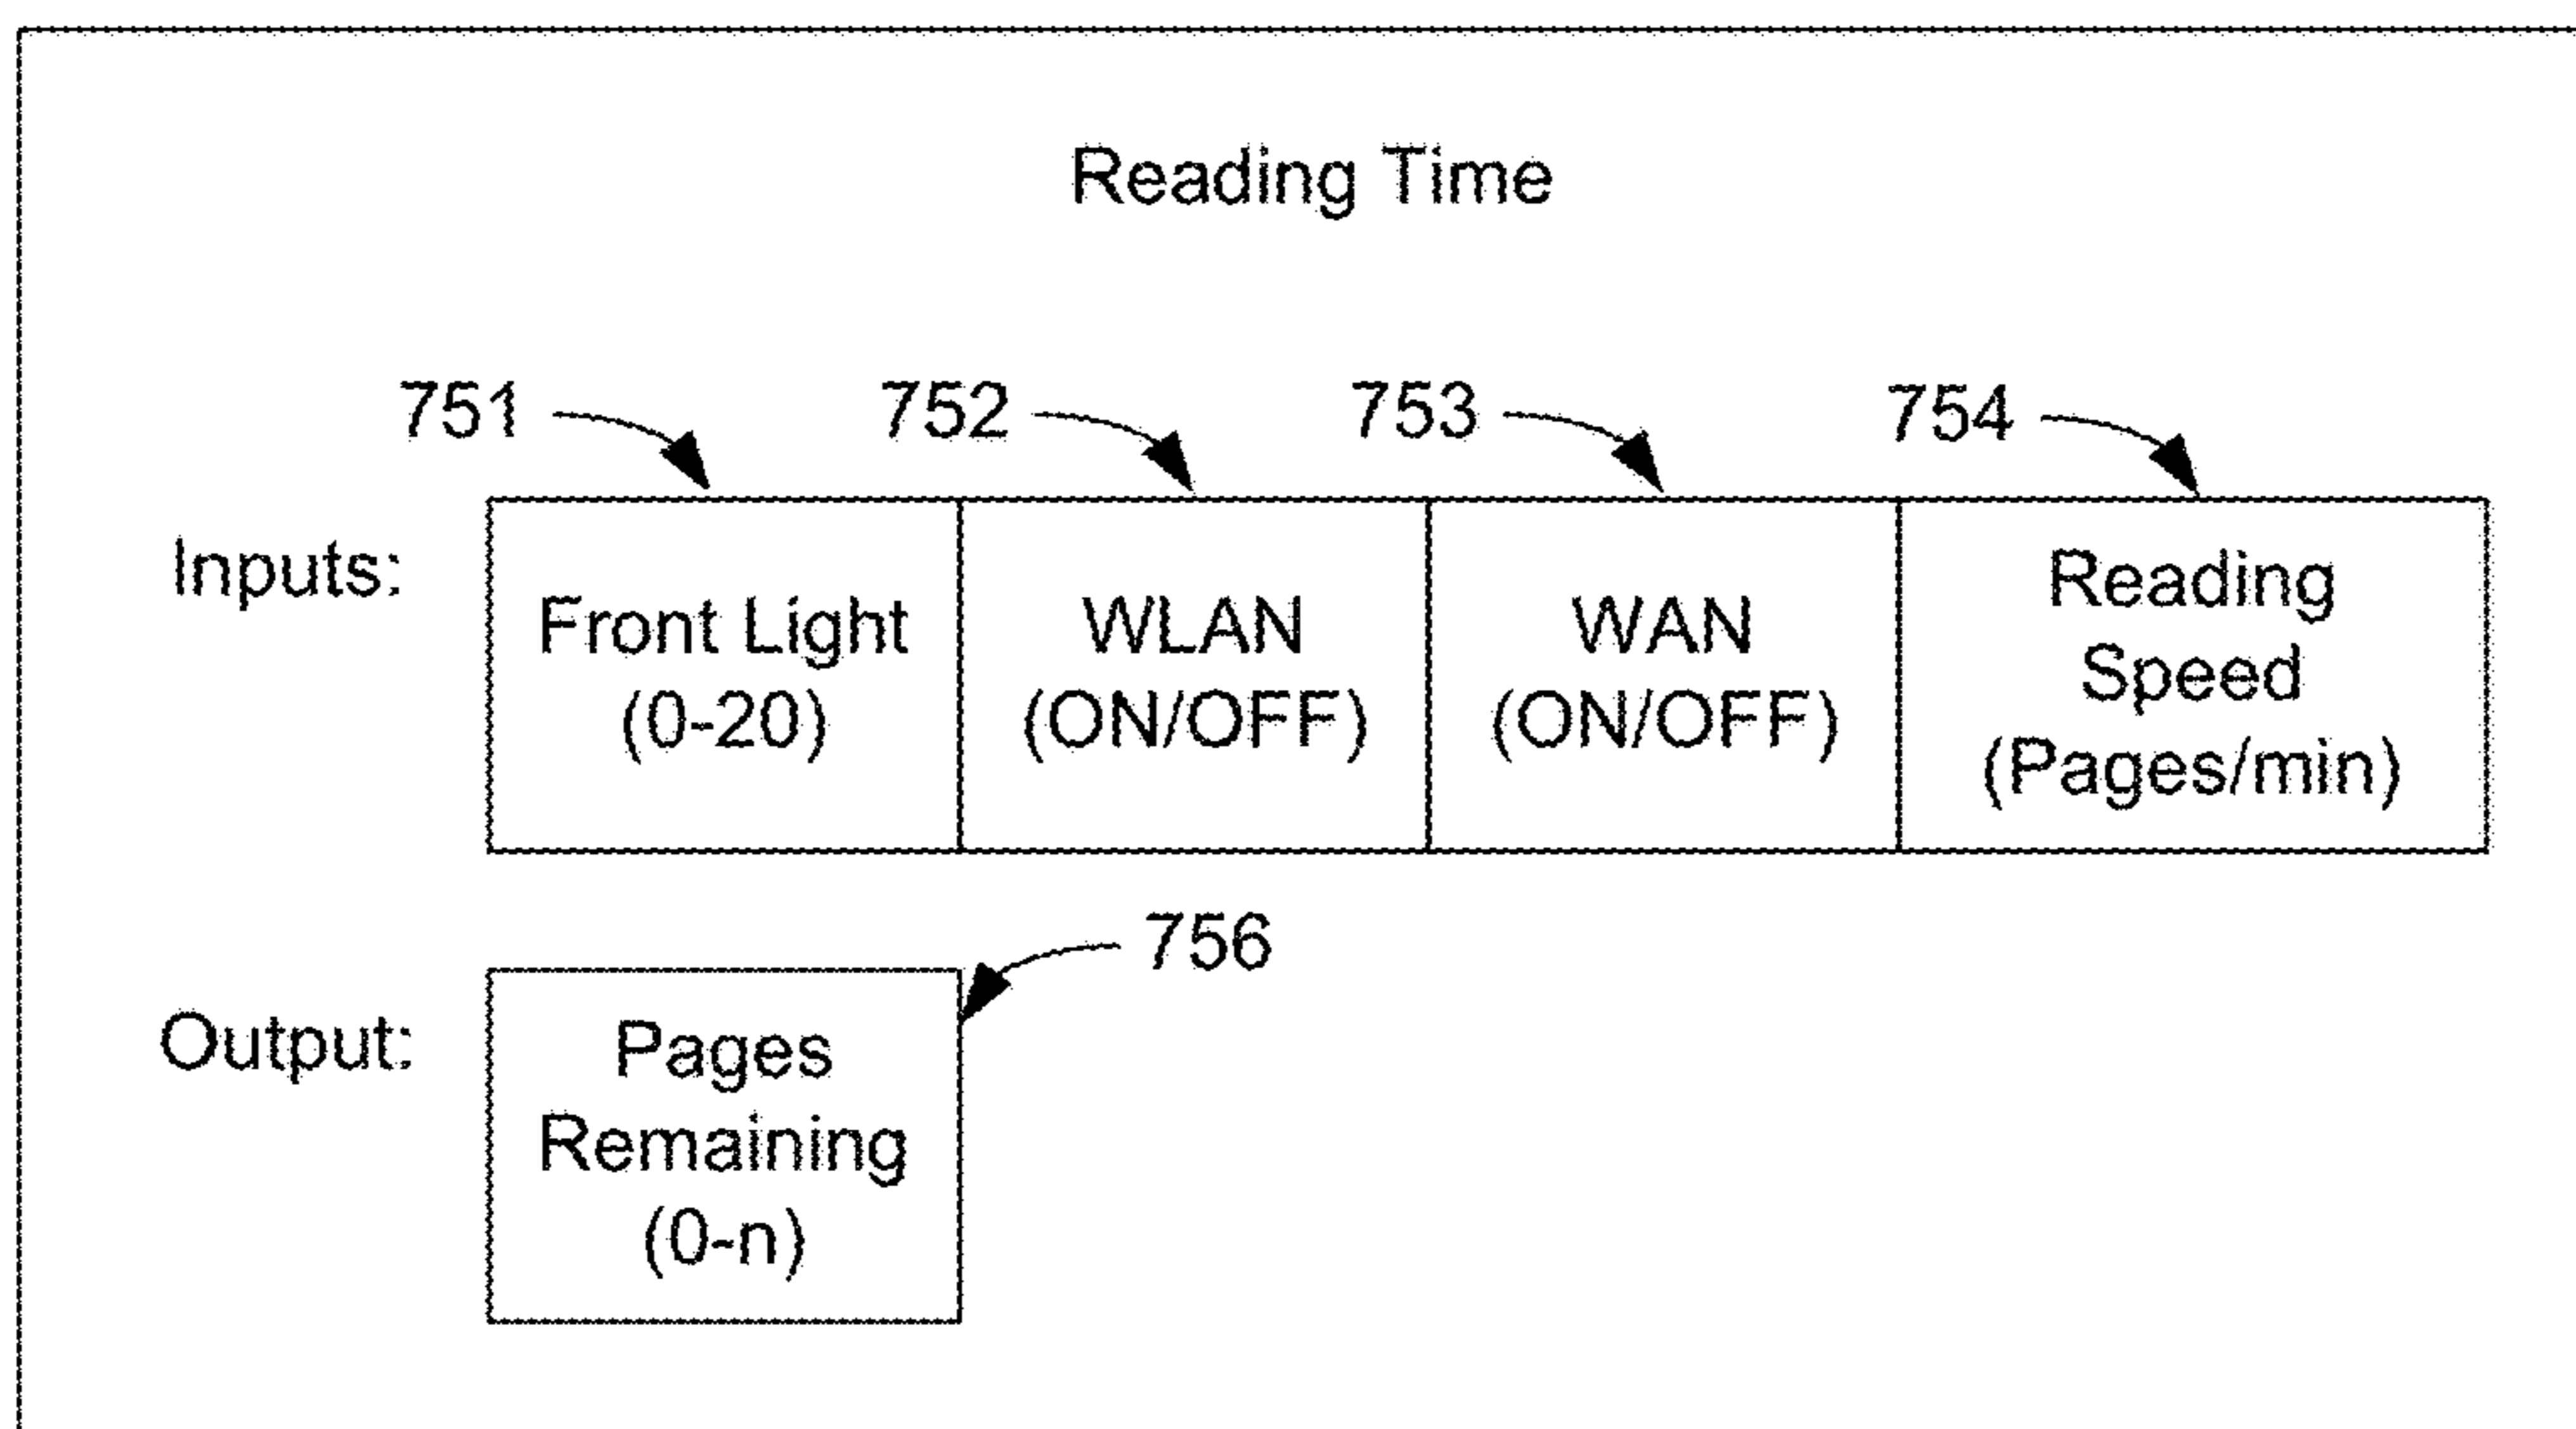 Reading Time
751
752
753
754
Inputs:
Front Light
(0-20)
WLAN
(ON/OFF)
WAN
(ON/OFF)
Reading
Speed
(Pages/min)
756
Output:
Pages
Remaining
(0-n)